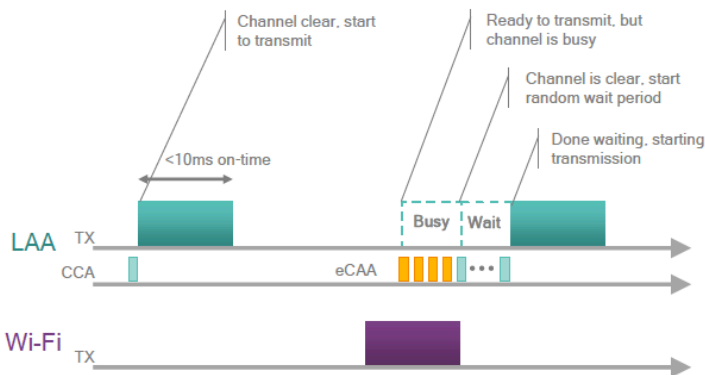 Channel clear, start
to transmit
Ready to transmit, but
channel is busy
Channel is clear, start
random wait period
Done waiting, starting
transmission
<10ms on-time
Busy
Wait
LAA
TX
CCA
eCAA
Wi-Fi
TX